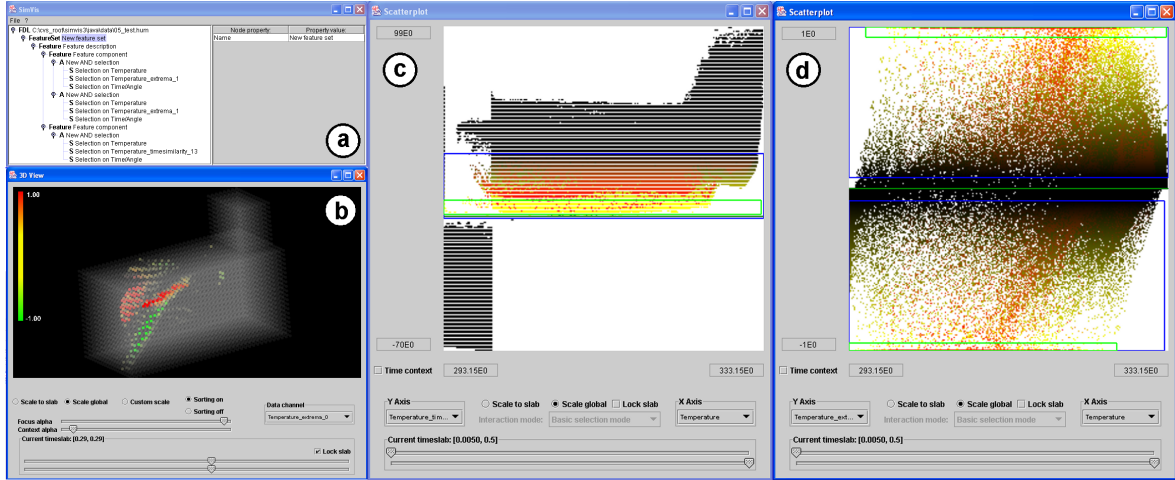 SimVis
File ?
FDL C:\cvs_root\simvis3\java\data\05_test.hum
FeatureSet New feature set
Feature Feature description
Feature Feature component
A New AND selection
S Selection on Temperature
S Selection on Temperature_extrema_1
S Selection on Time/Angle
A New AND selection
S Selection on Temperature
S Selection on Temperature_extrema_1
S Selection on Time/Angle
Feature Feature component
A New AND selection
S Selection on Temperature
S Selection on Temperature_timesimilarity_13
S Selection on Time/Angle
Node property: Property value:
Name New feature set
a
3D View
1.00
-1.00
b
Scale to slab Scale global Custom scale Sorting on
Sorting off
Data channel
Temperature_extrema_0
Focus alpha
Context alpha
Current timeslab: [0.29, 0.29]
Lock slab
Scatterplot
99E0
c
-70E0
Time context 293.15E0 333.15E0
Y Axis
Temperature_tim...
Scale to slab Scale global Lock slab
Interaction mode: Basic selection mode
X Axis
Temperature
Current timeslab: [0.0050, 0.5]
Scatterplot
1E0
d
-1E0
Time context 293.15E0 333.15E0
Y Axis
Temperature_ext...
Scale to slab Scale global Lock slab
Interaction mode: Basic selection mode
X Axis
Temperature
Current timeslab: [0.0050, 0.5]